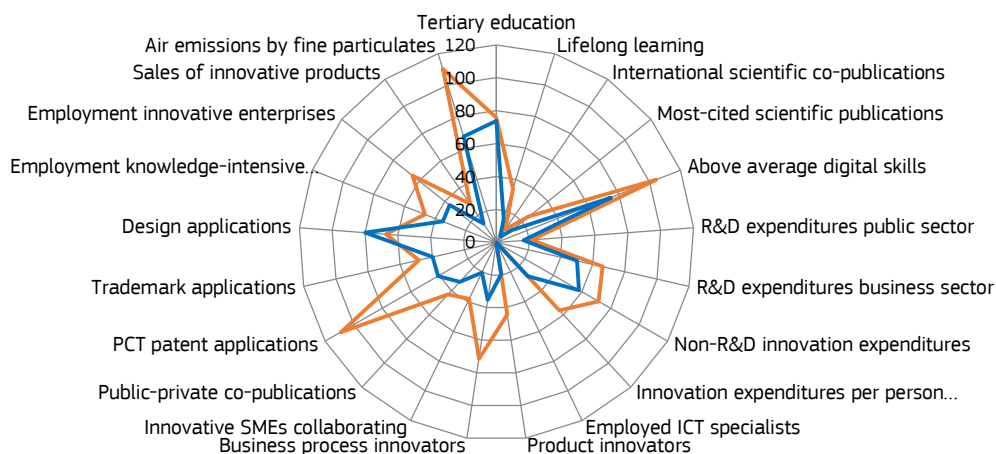 Tertiary education
Air emissions by fine particulates
120
Lifelong learning
Sales of innovative products
100
International scientific co-publications
Employment innovative enterprises
80
Most-cited scientific publications
60
Employment knowledge-intensive...
40
Above average digital skills
20
Design applications
0
R&D expenditures public sector
Trademark applications
R&D expenditures business sector
PCT patent applications
Non-R&D innovation expenditures
Public-private co-publications
Innovation expenditures per person...
Innovative SMEs collaborating
Employed ICT specialists
Business process innovators
Product innovators